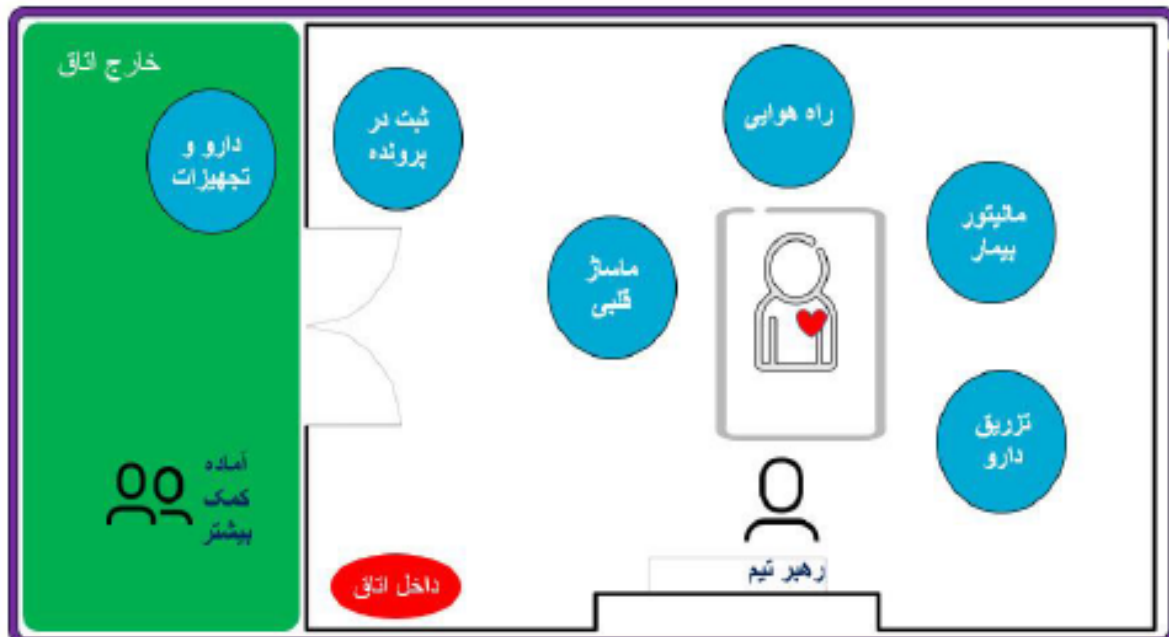 خارج اتاق
دارو و
تجهیزات
ثبت در
پرونده
راه هوایی
مانیتور
بیمار
ماساژ
قلبی
تزریق
دارو
آماده
کمک
بیشتر
رهبر تیم
داخل اتاق